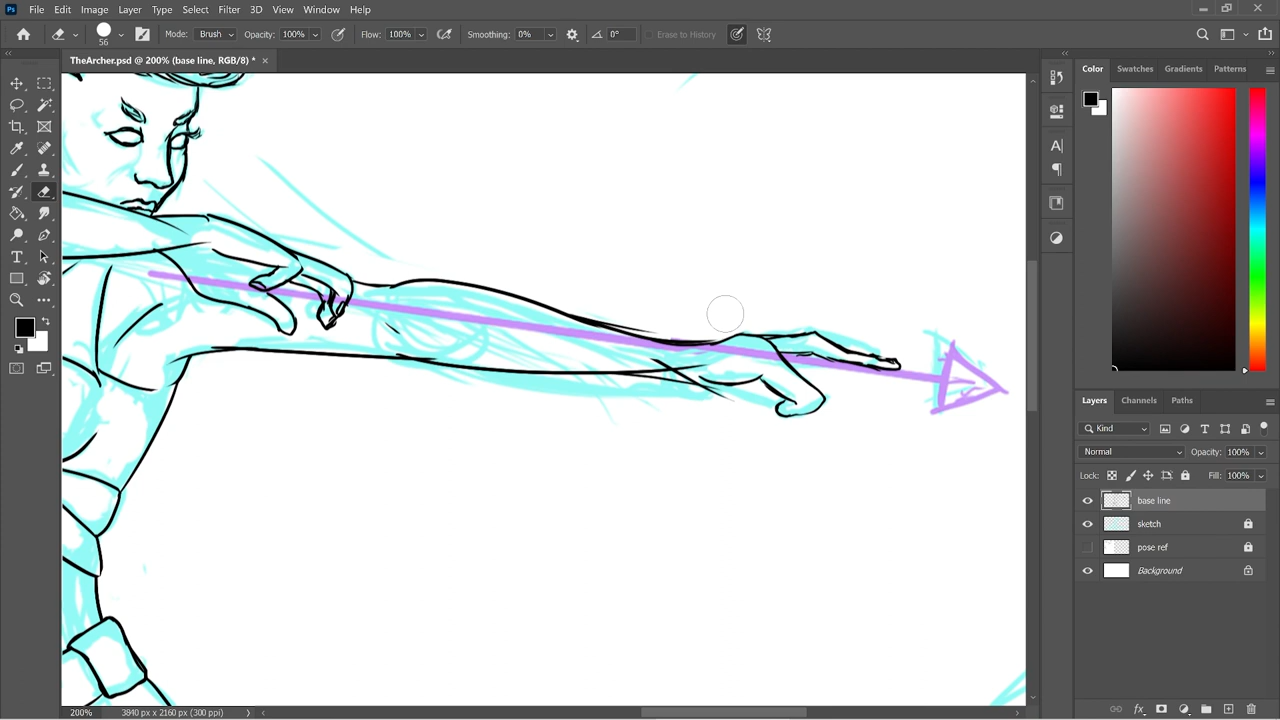 Ps File Edit Image Layer Type Select Filter 3D View Window Help
56 Mode: Brush Opacity: 100% Flow: 100% Smoothing: 0% 0° Erase to History
TheArcher.psd @ 200% (base line, RGB/8) *
Color Swatches Gradients Patterns
Layers Channels Paths
Kind
Normal Opacity: 100%
Lock: Fill: 100%
base line
sketch
pose ref
Background
200% 3840 px x 2160 px (300 ppi)